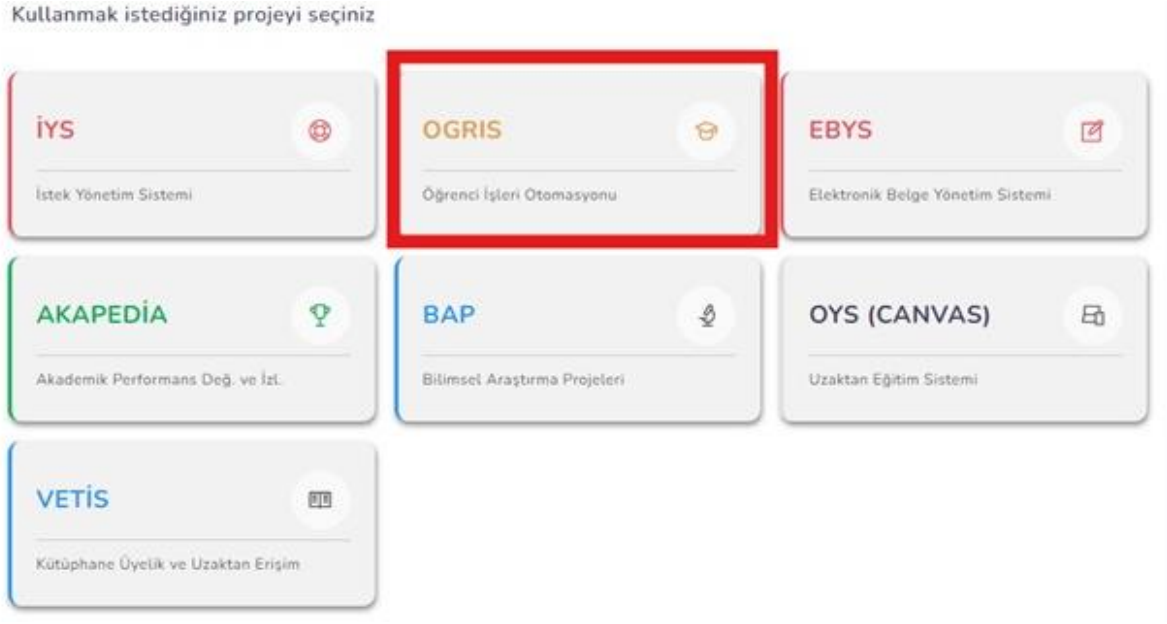 Kullanmak istediğiniz projeyi seçiniz
İYS
İstek Yönetim Sistemi
OGRIS
Öğrenci İşleri Otomasyonu
EBYS
Elektronik Belge Yönetim Sistemi
AKAPEDİA
Akademik Performans Değ. ve İzl.
BAP
Bilimsel Araştırma Projeleri
OYS (CANVAS)
Uzaktan Eğitim Sistemi
VETİS
Kütüphane Üyelik ve Uzaktan Erişim